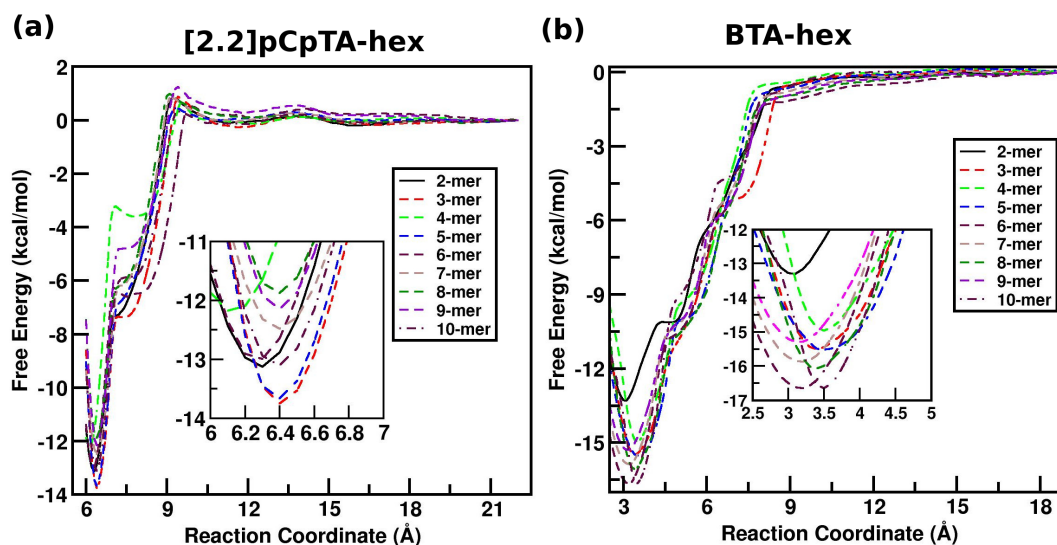 (a)
[2.2]pCpTA-hex
2
0
-2
-4
-6
-8
-10
-12
-14
Free Energy (kcal/mol)
6 9 12 15 18 21
Reaction Coordinate (Å)
2-mer
3-mer
4-mer
5-mer
6-mer
7-mer
8-mer
9-mer
10-mer
-11
-12
-13
-14
6 6.2 6.4 6.6 6.8 7
(b)
BTA-hex
0
-3
-6
-9
-12
-15
Free Energy (kcal/mol)
3 6 9 12 15 18
Reaction Coordinate (Å)
2-mer
3-mer
4-mer
5-mer
6-mer
7-mer
8-mer
9-mer
10-mer
-12
-13
-14
-15
-16
-17
2.5 3 3.5 4 4.5 5